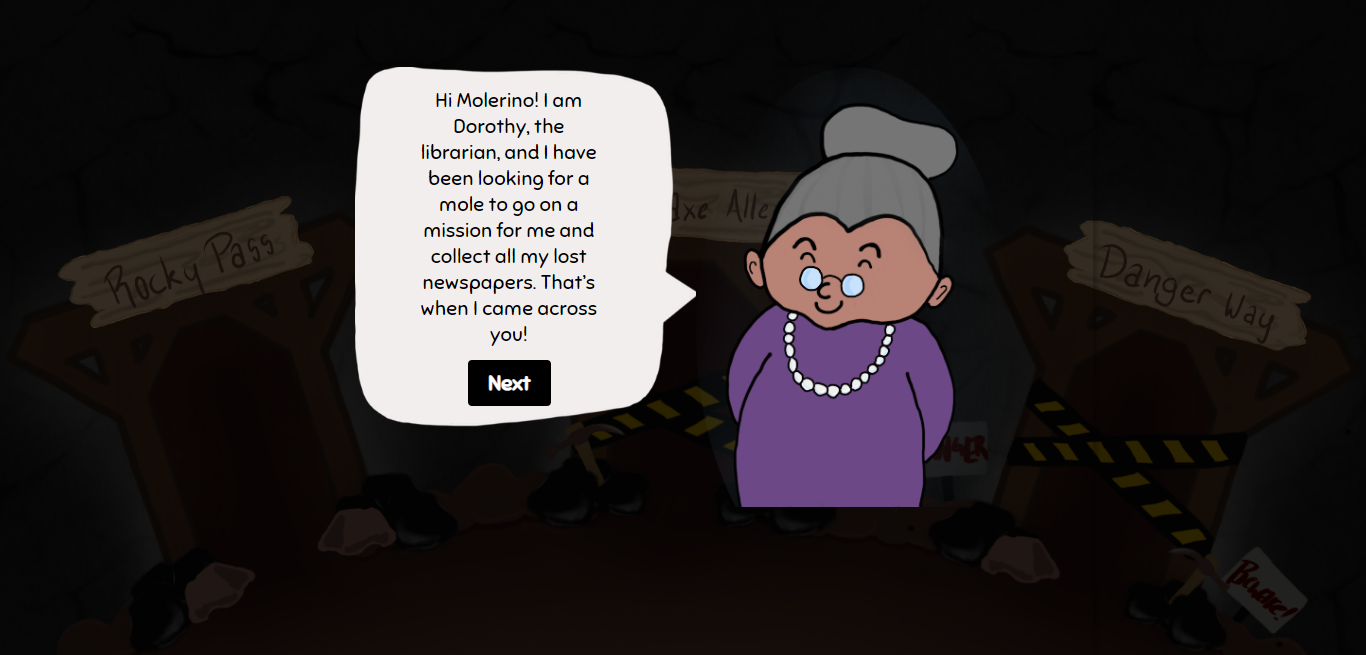 Hi Molerino! I am
Dorothy, the
librarian, and I have
been looking for a
mole to go on a
mission for me and
collect all my lost
newspapers. That's
when I came across
you!
Next
Rocky Pass
Axe Alle
Danger Way
Beware!